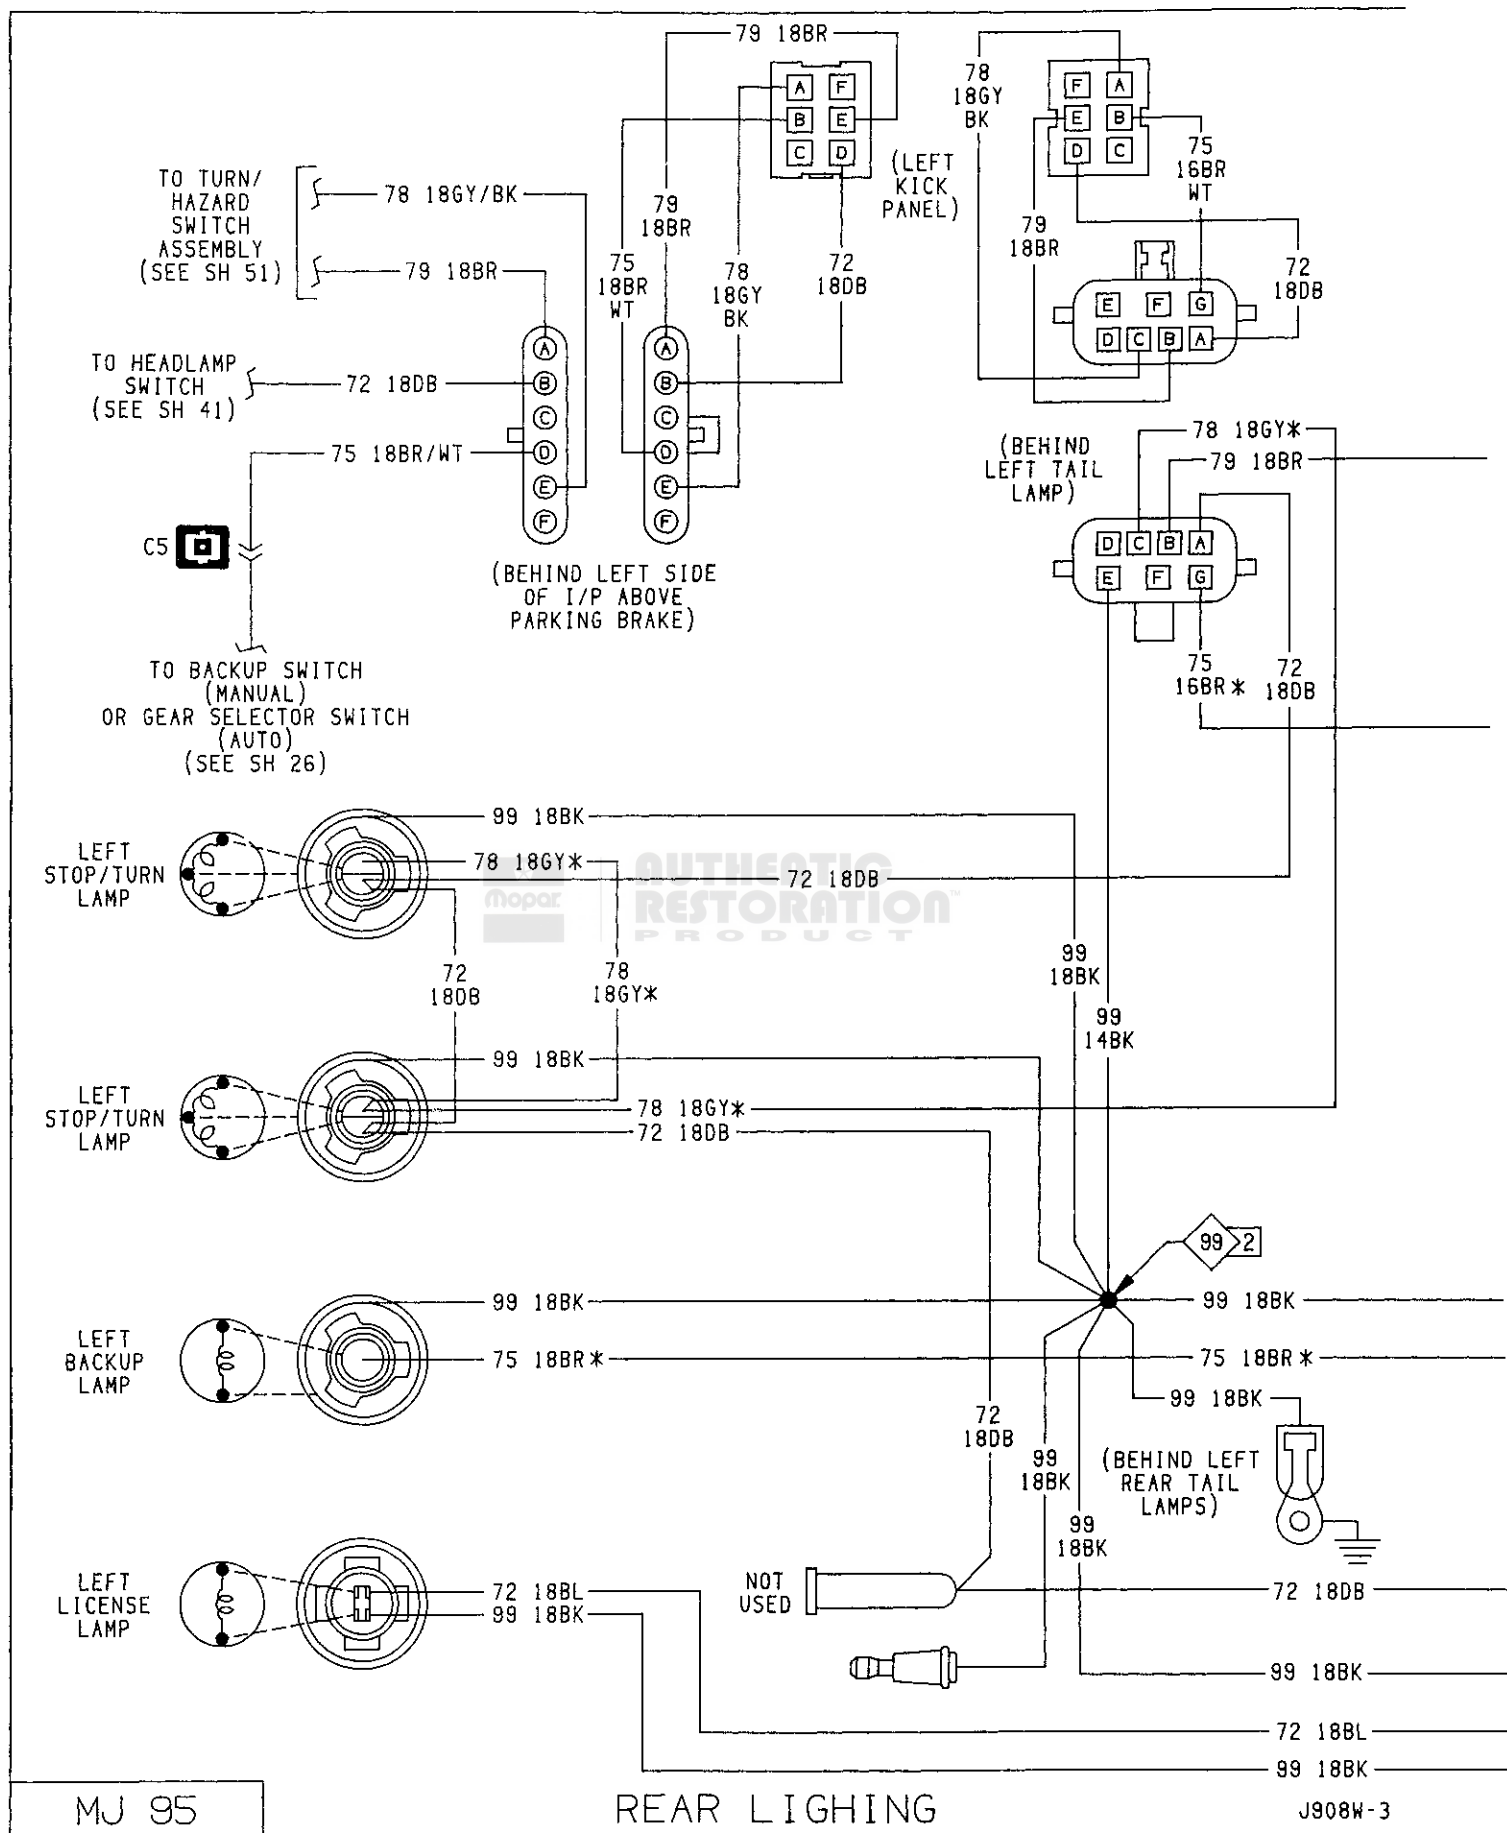 79 18BR
A F
B E
C D
78
18GY
BK
F A
E B
D C
(LEFT
KICK
PANEL)
75
16BR
WT
TO TURN/
HAZARD
SWITCH
ASSEMBLY
(SEE SH 51)
78 18GY/BK
79 18BR
79
18BR
75
18BR
WT
78
18GY
BK
72
18DB
79
18BR
72
18DB
E F G
D C B A
TO HEADLAMP
SWITCH
(SEE SH 41)
72 18DB
75 18BR/WT
A
B
C
D
E
F
A
B
C
D
E
F
(BEHIND
LEFT TAIL
LAMP)
78 18GY*
79 18BR
D C B A
E F G
C5
(BEHIND LEFT SIDE
OF I/P ABOVE
PARKING BRAKE)
TO BACKUP SWITCH
(MANUAL)
OR GEAR SELECTOR SWITCH
(AUTO)
(SEE SH 26)
75
16BR*
72
18DB
LEFT
STOP/TURN
LAMP
99 18BK
78 18GY*
72 18DB
Mopar
AUTHENTIC
RESTORATION™
PRODUCT
72
18DB
78
18GY*
99
18BK
99
14BK
LEFT
STOP/TURN
LAMP
99 18BK
78 18GY*
72 18DB
99 2
LEFT
BACKUP
LAMP
99 18BK
99 18BK
75 18BR*
75 18BR*
99 18BK
72
18DB
99
18BK
(BEHIND LEFT
REAR TAIL
LAMPS)
99
18BK
LEFT
LICENSE
LAMP
72 18BL
99 18BK
NOT
USED
72 18DB
99 18BK
72 18BL
99 18BK
MJ 95
REAR LIGHING
J908W-3